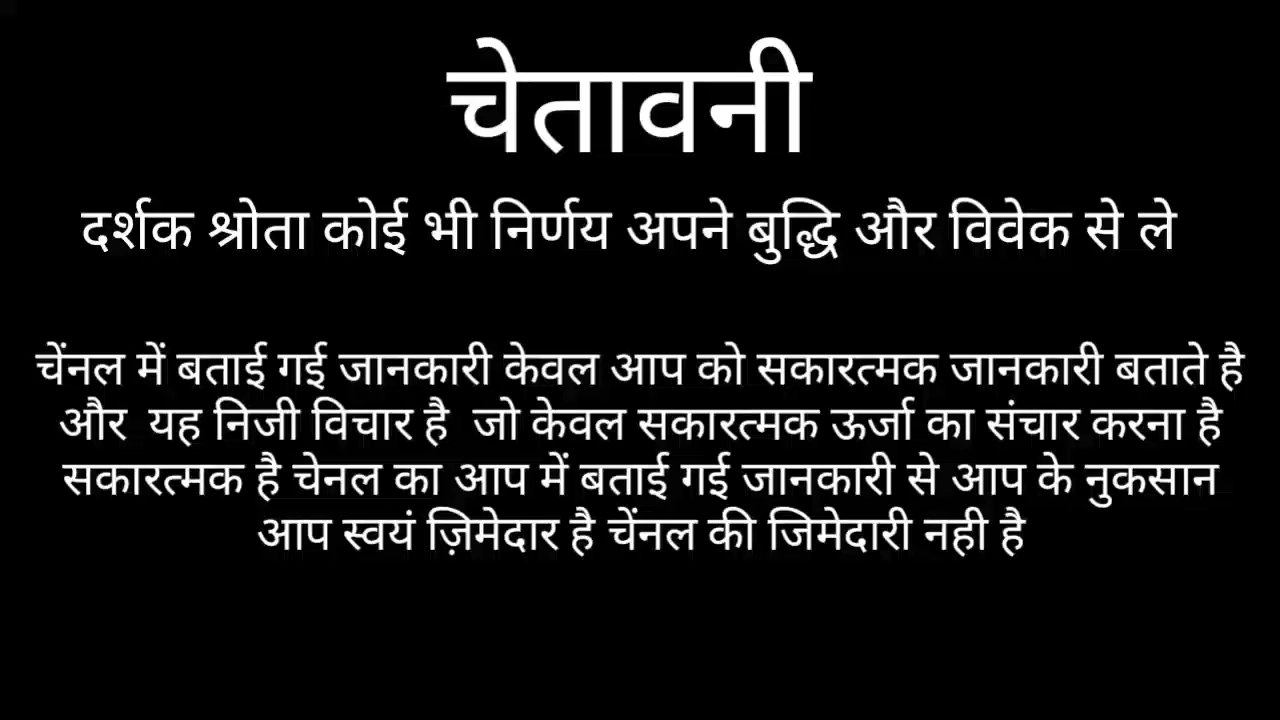 चेतावनी
दर्शक श्रोता कोई भी निर्णय अपने बुद्धि और विवेक से ले
चेंनल में बताई गई जानकारी केवल आप को सकारत्मक जानकारी बताते है
और यह निजी विचार है जो केवल सकारत्मक ऊर्जा का संचार करना है
सकारत्मक है चेनल का आप में बताई गई जानकारी से आप के नुकसान
आप स्वयं ज़िमेदार है चेंनल की जिमेदारी नही है